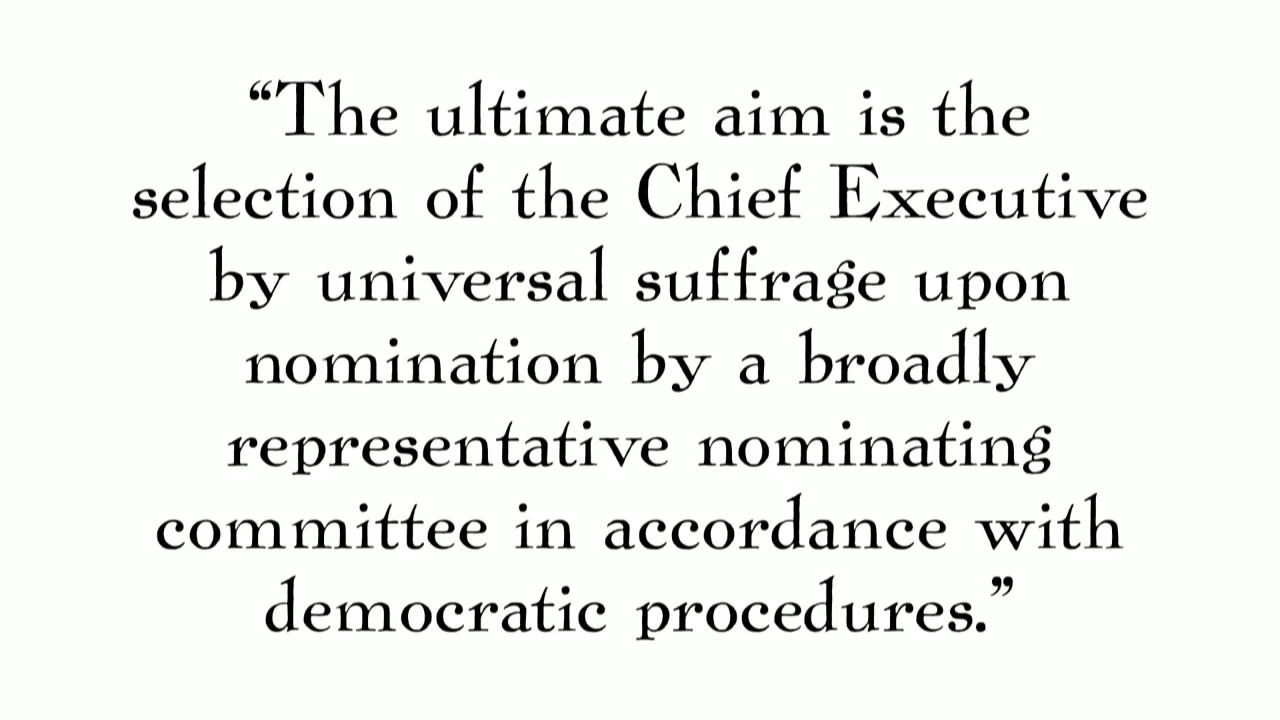 “The ultimate aim is the
selection of the Chief Executive
by universal suffrage upon
nomination by a broadly
representative nominating
committee in accordance with
democratic procedures.”